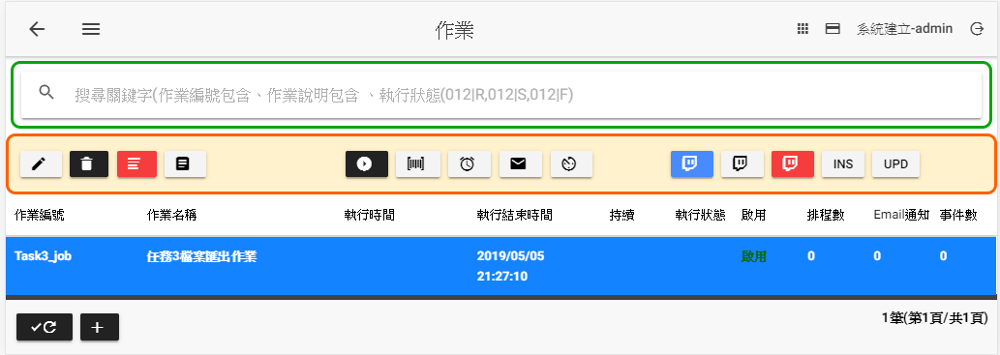 作業
系統建立-admin
搜尋關鍵字(作業編號包含、作業說明包含 、執行狀態(012|R,012|S,012|F)
INS UPD
作業編號 作業名稱 執行時間 執行結束時間 持續 執行狀態 啟用 排程數 Email通知 事件數
Task3_job 任務3檔案匯出作業 2019/05/05 啟用 0 0 0
21:27:10
1筆(第1頁/共1頁)